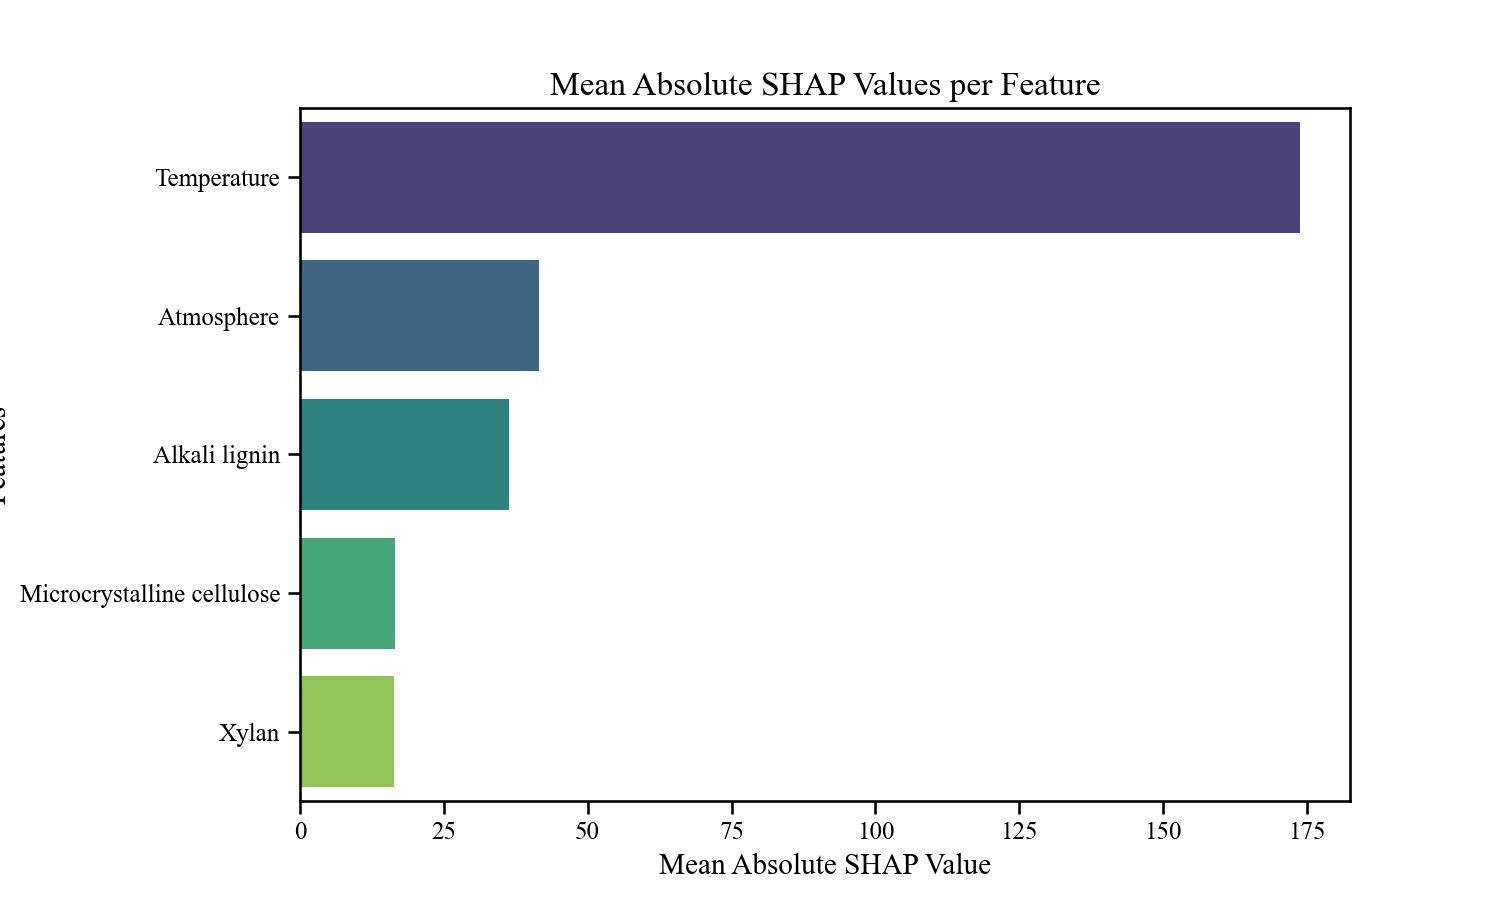 Mean Absolute SHAP Values per Feature
Temperature
Atmosphere
Alkali lignin
Microcrystalline cellulose
Xylan
0 25 50 75 100 125 150 175
Mean Absolute SHAP Value